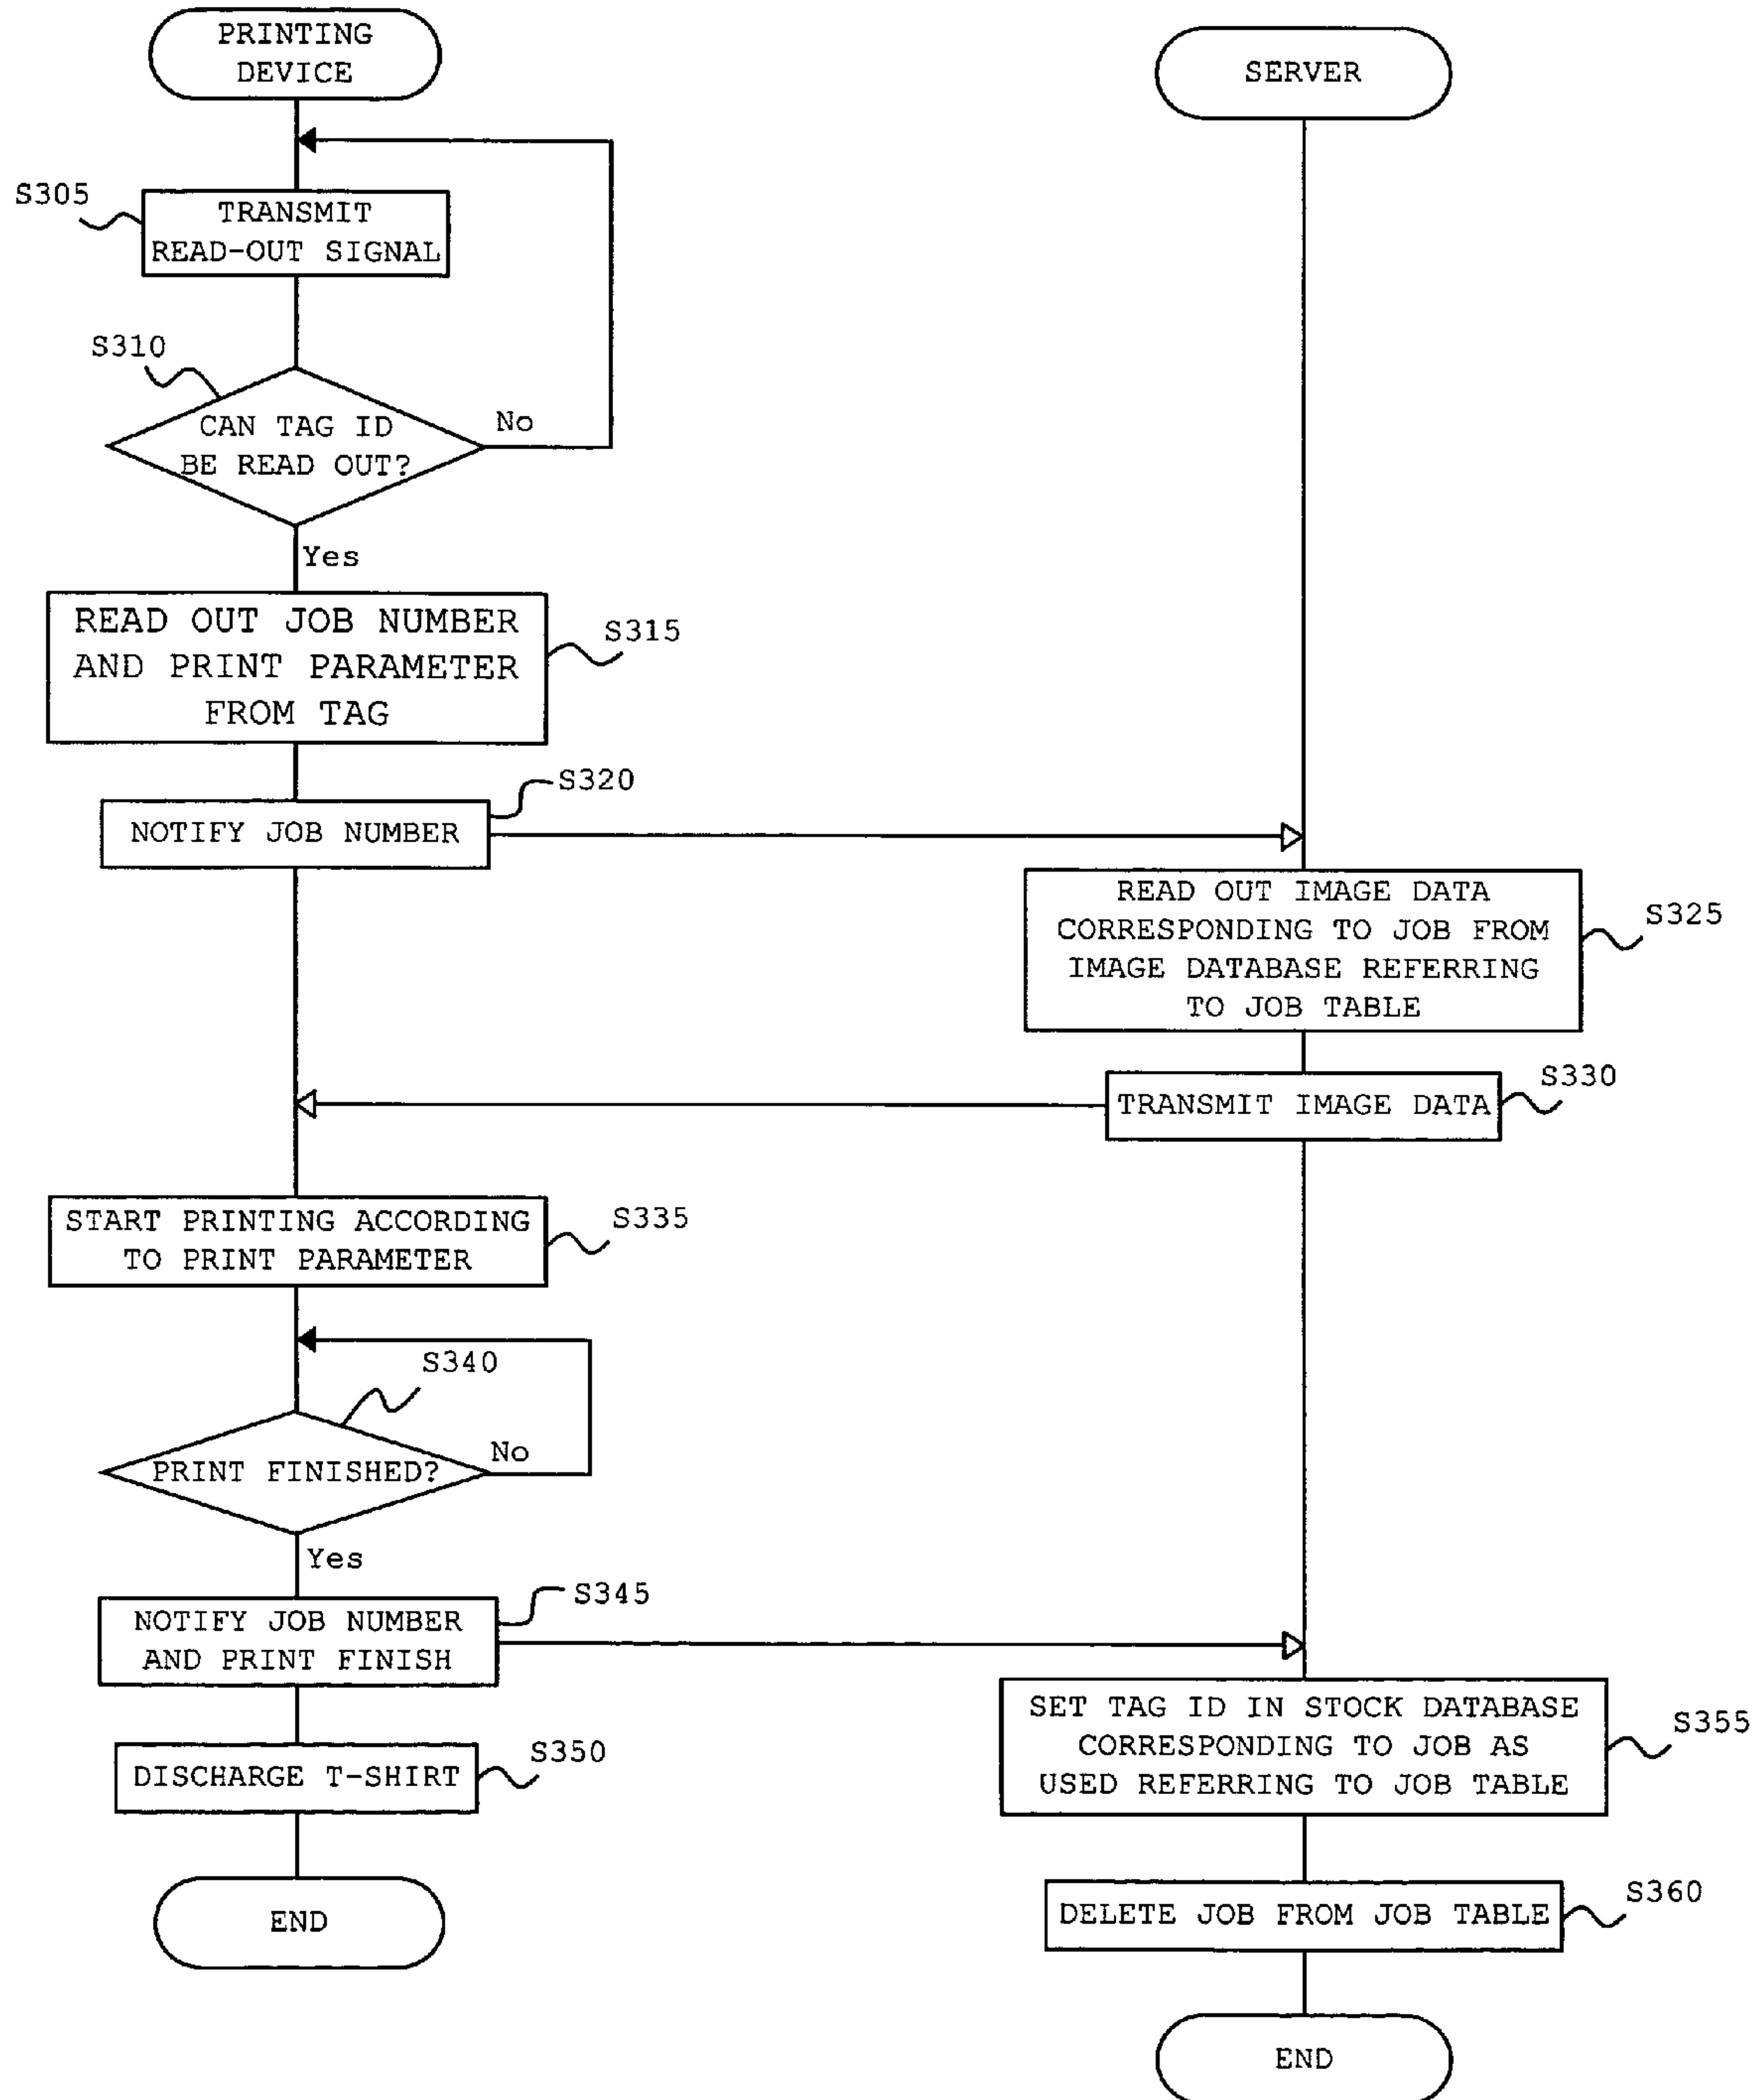 PRINTING
DEVICE
SERVER
S305
TRANSMIT
READ-OUT SIGNAL
S310
CAN TAG ID
BE READ OUT?
No
Yes
READ OUT JOB NUMBER
AND PRINT PARAMETER
FROM TAG
S315
S320
NOTIFY JOB NUMBER
READ OUT IMAGE DATA
CORRESPONDING TO JOB FROM
IMAGE DATABASE REFERRING
TO JOB TABLE
S325
S330
TRANSMIT IMAGE DATA
START PRINTING ACCORDING
TO PRINT PARAMETER
S335
S340
PRINT FINISHED?
No
Yes
S345
NOTIFY JOB NUMBER
AND PRINT FINISH
SET TAG ID IN STOCK DATABASE
CORRESPONDING TO JOB AS
USED REFERRING TO JOB TABLE
S355
S350
DISCHARGE T-SHIRT
S360
DELETE JOB FROM JOB TABLE
END
END